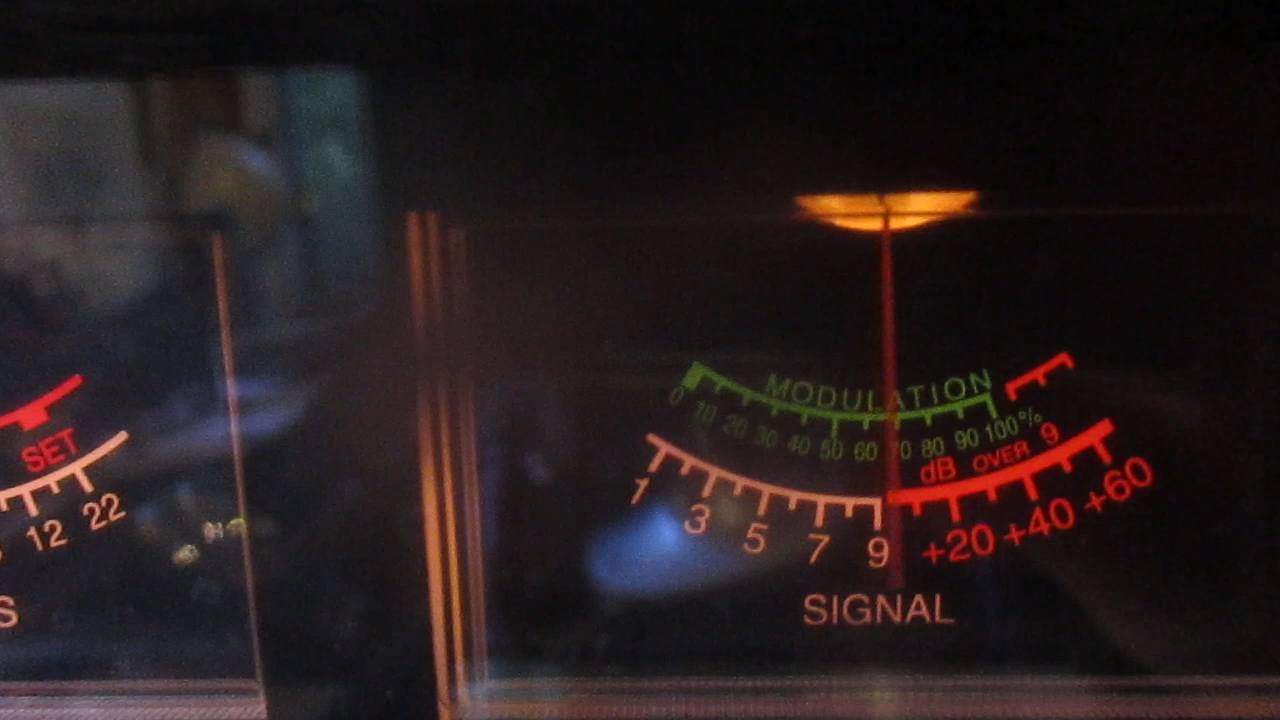 SET
12 22
S
MODULATION
0 10 20 30 40 50 60 70 80 90 100%
dB OVER 9
1 3 5 7 9 +20 +40 +60
SIGNAL